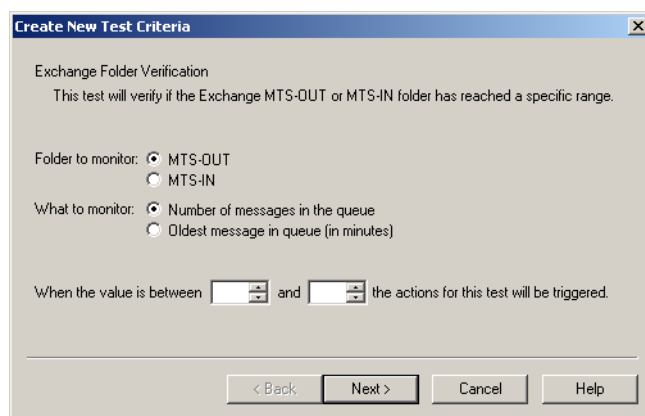 Create New Test Criteria
Exchange Folder Verification
This test will verify if the Exchange MTS-OUT or MTS-IN folder has reached a specific range.
Folder to monitor: MTS-OUT
MTS-IN
What to monitor: Number of messages in the queue
Oldest message in queue (in minutes)
When the value is between and the actions for this test will be triggered.
< Back Next > Cancel Help